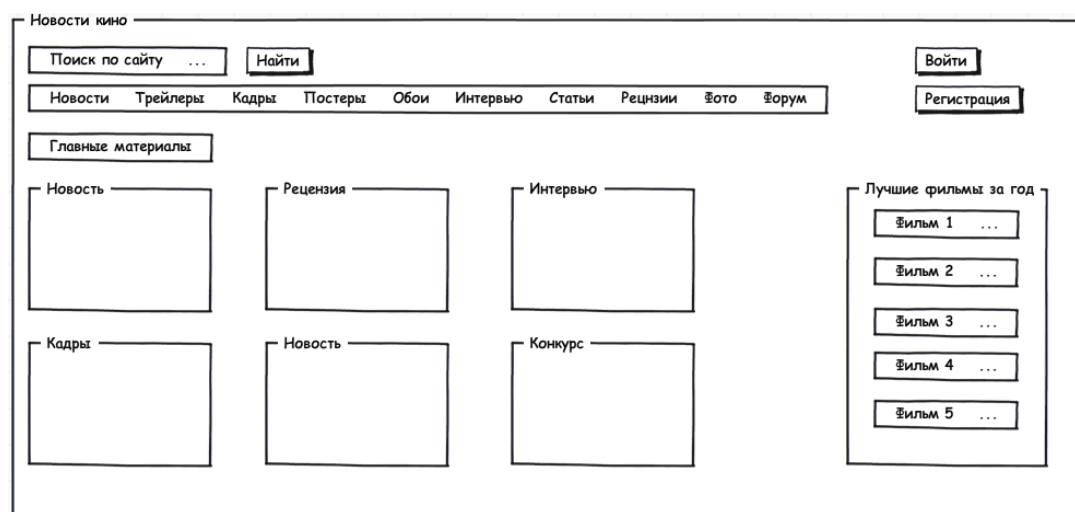 Новости кино
Поиск по сайту ... Найти Войти
Новости Трейлеры Кадры Постеры Обои Интервью Статьи Рецнзии Фото Форум Регистрация
Главные материалы
Новость Рецензия Интервью Лучшие фильмы за год
Фильм 1 ...
Фильм 2 ...
Фильм 3 ...
Кадры Новость Конкурс
Фильм 4 ...
Фильм 5 ...